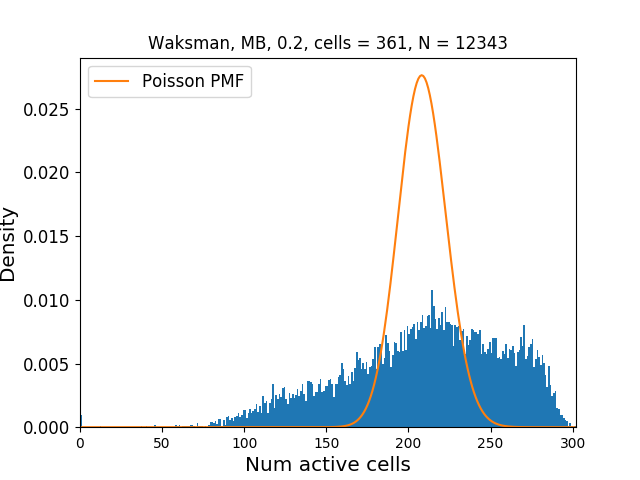 Waksman, MB, 0.2, cells = 361, N = 12343
Poisson PMF
0.025
0.020
0.015
0.010
0.005
0.000
0 50 100 150 200 250 300
Density
Num active cells